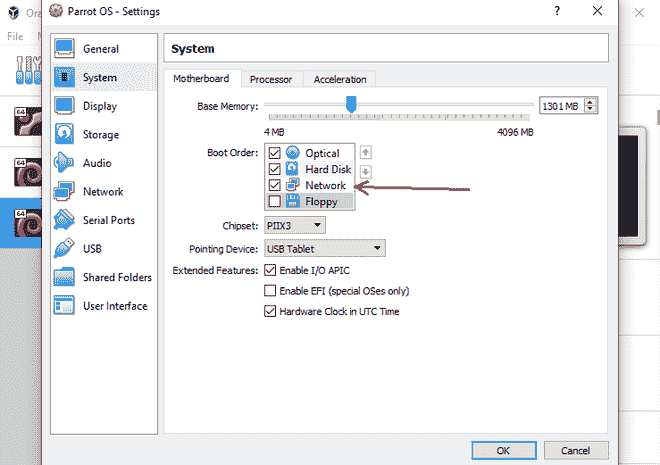 Ora
Parrot OS - Settings
? ×
File
General
System
Display
Storage
Audio
Network
Serial Ports
USB
Shared Folders
User Interface
64
64
64
System
Motherboard Processor Acceleration
Base Memory: 1301 MB
4 MB 4096 MB
Boot Order: Optical
Hard Disk
Network
Floppy
Chipset: PIIX3
Pointing Device: USB Tablet
Extended Features: Enable I/O APIC
Enable EFI (special OSes only)
Hardware Clock in UTC Time
OK Cancel